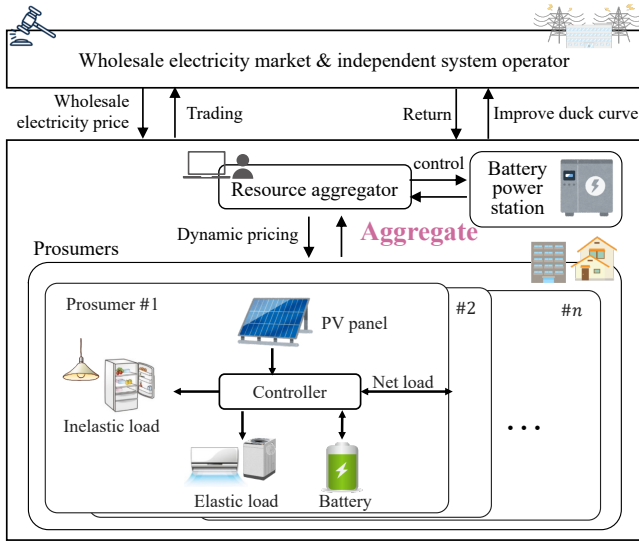 Wholesale electricity market & independent system operator
Wholesale
electricity price
Trading
Return
Improve duck curve
Resource aggregator
control
Battery
power
station
Dynamic pricing
Aggregate
Prosumers
Prosumer #1
#2
#n
PV panel
Controller
Net load
Inelastic load
...
Elastic load
Battery